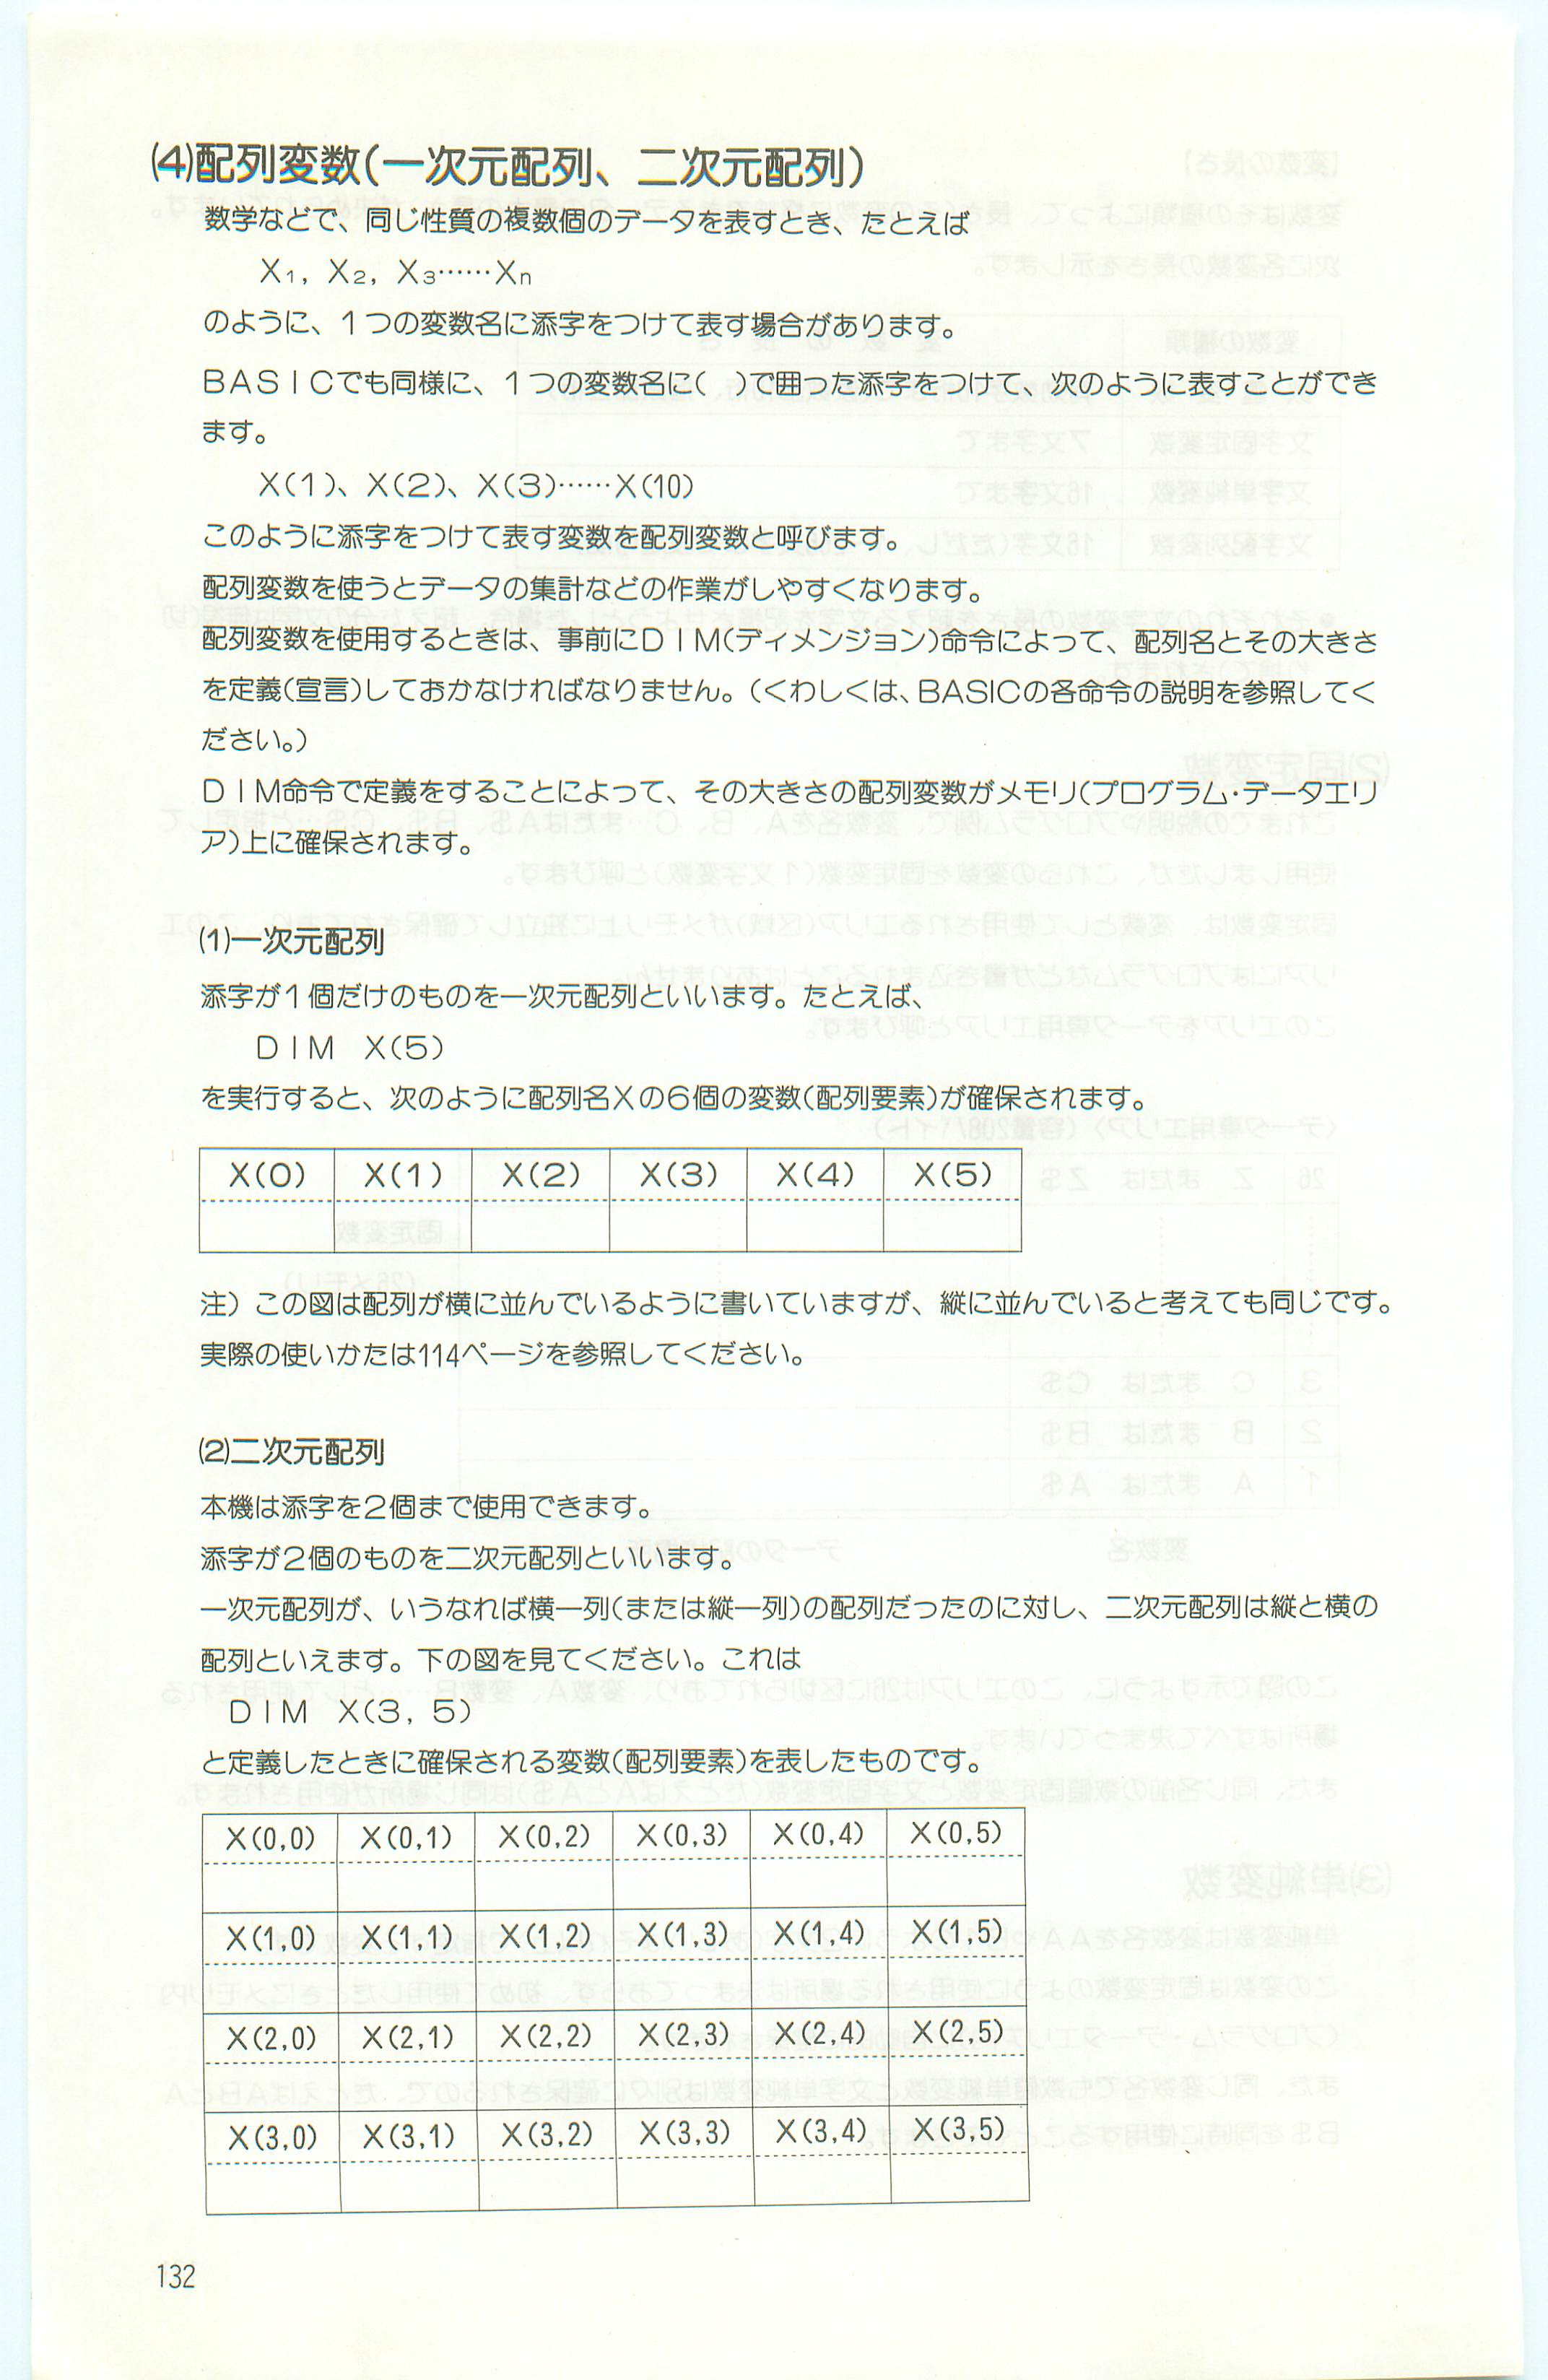 (4)配列変数(一次元配列、二次元配列)
数学などで、同じ性質の複数個のデータを表すとき、たとえば
X₁, X₂, X₃……Xn
のように、1つの変数名に添字をつけて表す場合があります。
BASICでも同様に、1つの変数名に( )で囲った添字をつけて、次のように表すことができ
ます。
X(1)、X(2)、X(3)……X(10)
このように添字をつけて表す変数を配列変数と呼びます。
配列変数を使うとデータの集計などの作業がしやすくなります。
配列変数を使用するときは、事前にDIM(ディメンジョン)命令によって、配列名とその大きさ
を定義(宣言)しておかなければなりません。(くわしくは、BASICの各命令の説明を参照してく
ださい。)
DIM命令で定義をすることによって、その大きさの配列変数がメモリ(プログラム・データエリ
ア)上に確保されます。
(1)一次元配列
添字が1個だけのものを一次元配列といいます。たとえば、
DIM X(5)
を実行すると、次のように配列名Xの6個の変数(配列要素)が確保されます。
X(0) X(1) X(2) X(3) X(4) X(5)
注) この図は配列が横に並んでいるように書いていますが、縦に並んでいると考えても同じです。
実際の使いかたは114ページを参照してください。
(2)二次元配列
本機は添字を2個まで使用できます。
添字が2個のものを二次元配列といいます。
一次元配列が、いうなれば横一列(または縦一列)の配列だったのに対し、二次元配列は縦と横の
配列といえます。下の図を見てください。これは
DIM X(3, 5)
と定義したときに確保される変数(配列要素)を表したものです。
X(0,0) X(0,1) X(0,2) X(0,3) X(0,4) X(0,5)
X(1,0) X(1,1) X(1,2) X(1,3) X(1,4) X(1,5)
X(2,0) X(2,1) X(2,2) X(2,3) X(2,4) X(2,5)
X(3,0) X(3,1) X(3,2) X(3,3) X(3,4) X(3,5)
132